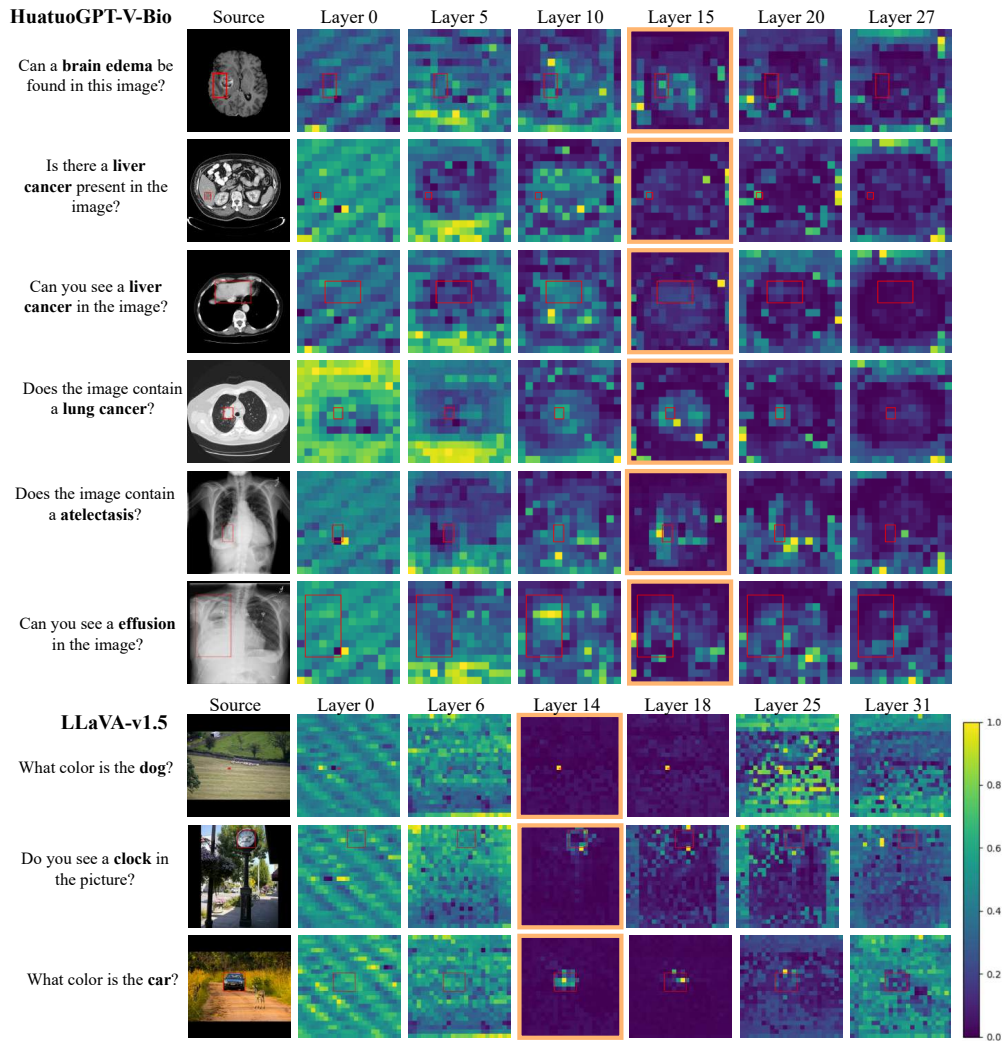 HuatuoGPT-V-Bio
Source Layer 0 Layer 5 Layer 10 Layer 15 Layer 20 Layer 27
Can a brain edema be
found in this image?
Is there a liver
cancer present in the
image?
Can you see a liver
cancer in the image?
Does the image contain
a lung cancer?
Does the image contain
a atelectasis?
Can you see a effusion
in the image?
LLaVA-v1.5
Source Layer 0 Layer 6 Layer 14 Layer 18 Layer 25 Layer 31
What color is the dog?
Do you see a clock in
the picture?
What color is the car?
1.0
0.8
0.6
0.4
0.2
0.0